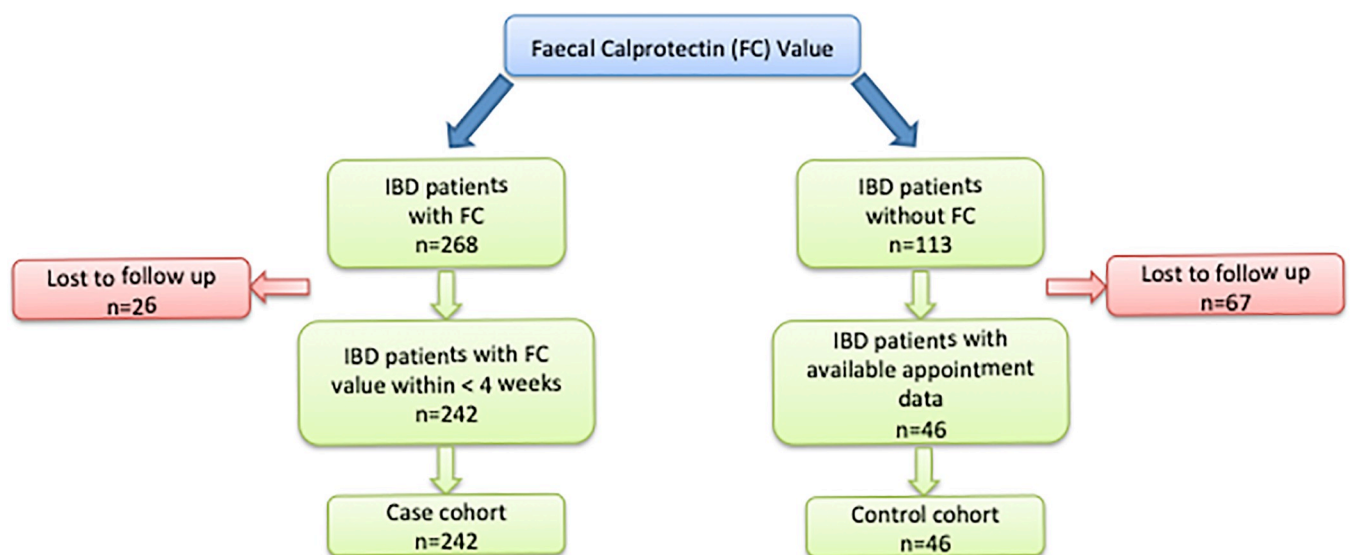 Faecal Calprotectin (FC) Value
IBD patients
with FC
n=268
IBD patients
without FC
n=113
Lost to follow up
n=26
Lost to follow up
n=67
IBD patients with FC
value within < 4 weeks
n=242
IBD patients with
available appointment
data
n=46
Case cohort
n=242
Control cohort
n=46